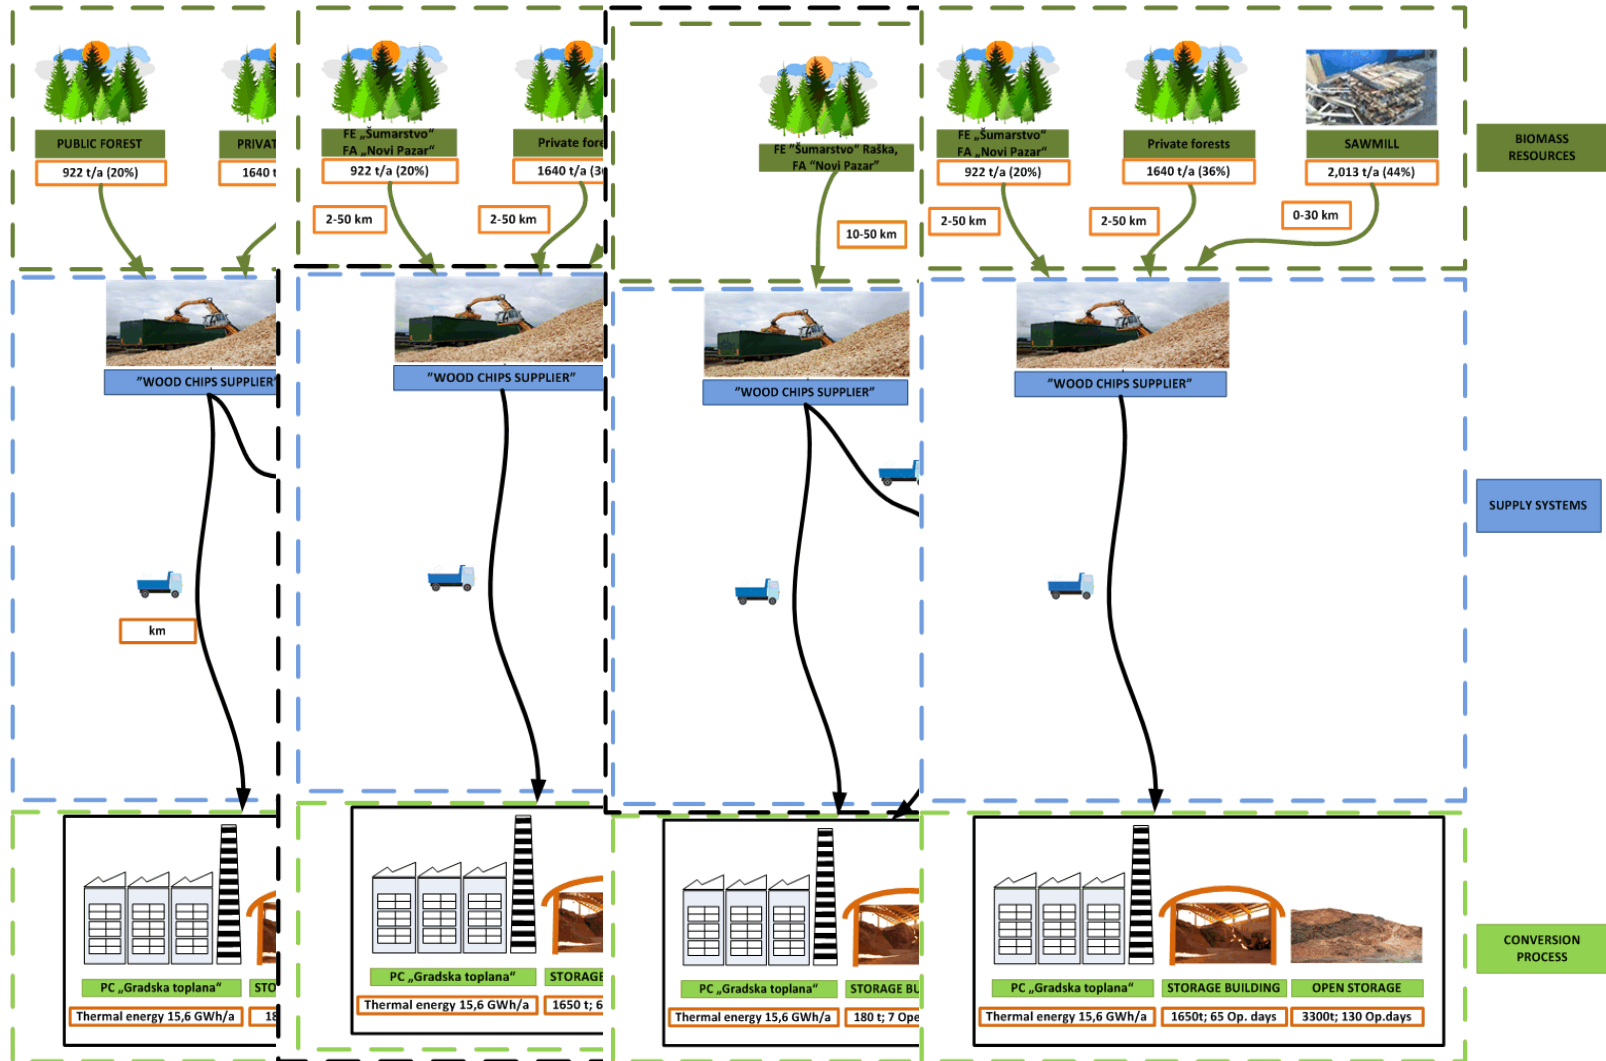 PUBLIC FOREST
PRIVAT
922 t/a (20%)
1640 t
km
"WOOD CHIPS SUPPLIER"
PC „Gradska toplana“
STO
Thermal energy 15,6 GWh/a
18
FE „Šumarstvo“
FA „Novi Pazar“
Private fore
922 t/a (20%)
1640 t/a (3
2-50 km
2-50 km
"WOOD CHIPS SUPPLIER"
PC „Gradska toplana“
STORAGE
Thermal energy 15,6 GWh/a
1650 t; 6
FE "Šumarstvo" Raška,
FA "Novi Pazar"
10-50 km
"WOOD CHIPS SUPPLIER"
PC „Gradska toplana“
STORAGE BU
Thermal energy 15,6 GWh/a
180 t; 7 Ope
FE „Šumarstvo“
FA „Novi Pazar“
Private forests
SAWMILL
922 t/a (20%)
1640 t/a (36%)
2,013 t/a (44%)
2-50 km
2-50 km
0-30 km
"WOOD CHIPS SUPPLIER"
PC „Gradska toplana“
STORAGE BUILDING
OPEN STORAGE
Thermal energy 15,6 GWh/a
1650t; 65 Op. days
3300t; 130 Op.days
BIOMASS
RESOURCES
SUPPLY SYSTEMS
CONVERSION
PROCESS